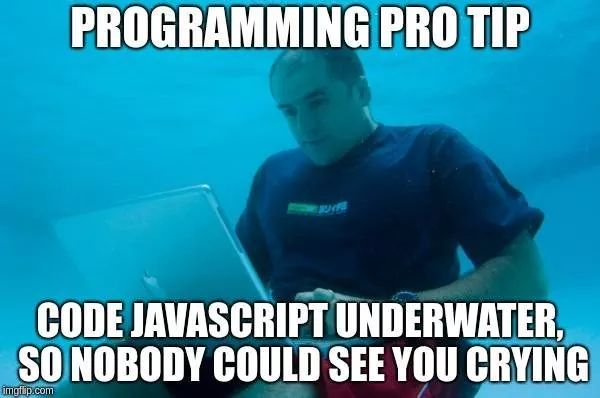 PROGRAMMING PRO TIP
CODE JAVASCRIPT UNDERWATER,
SO NOBODY COULD SEE YOU CRYING
imgflip.com